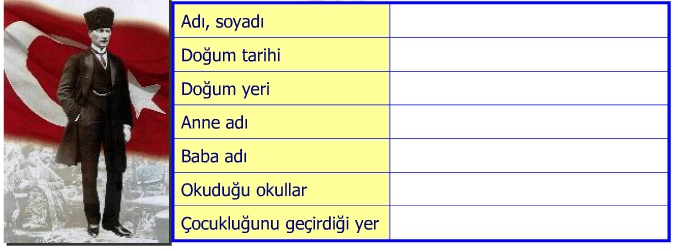 Adı, soyadı
Doğum tarihi
Doğum yeri
Anne adı
Baba adı
Okuduğu okullar
Çocukluğunu geçirdiği yer